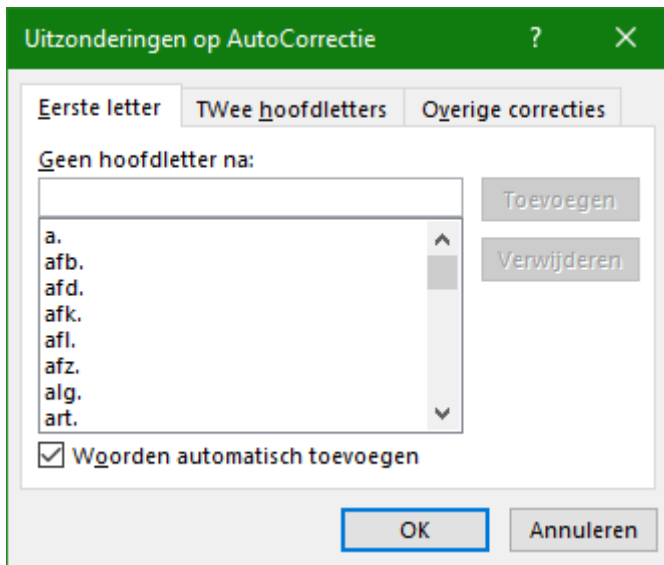 Uitzonderingen op AutoCorrectie ?
Eerste letter TWee hoofdletters Overige correcties
Geen hoofdletter na:
Toevoegen
a.
Verwijderen
afb.
afd.
afk.
afl.
afz.
alg.
art.
Woorden automatisch toevoegen
OK Annuleren